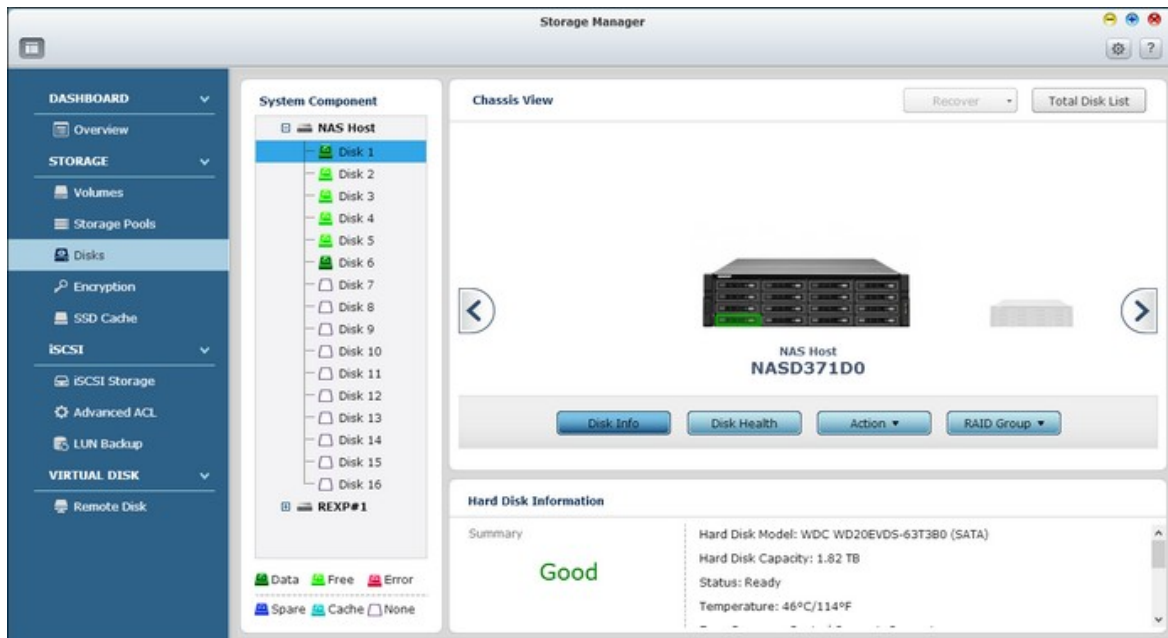 Storage Manager
?
DASHBOARD
Overview
STORAGE
Volumes
Storage Pools
Disks
Encryption
SSD Cache
iSCSI
iSCSI Storage
Advanced ACL
LUN Backup
VIRTUAL DISK
Remote Disk
System Component
NAS Host
Disk 1
Disk 2
Disk 3
Disk 4
Disk 5
Disk 6
Disk 7
Disk 8
Disk 9
Disk 10
Disk 11
Disk 12
Disk 13
Disk 14
Disk 15
Disk 16
REXP#1
Data Free Error
Spare Cache None
Chassis View
Recover
Total Disk List
NAS Host
NASD371D0
Disk Info
Disk Health
Action
RAID Group
Hard Disk Information
Summary
Good
Hard Disk Model: WDC WD20EVDS-63T3B0 (SATA)
Hard Disk Capacity: 1.82 TB
Status: Ready
Temperature: 46ºC/114ºF